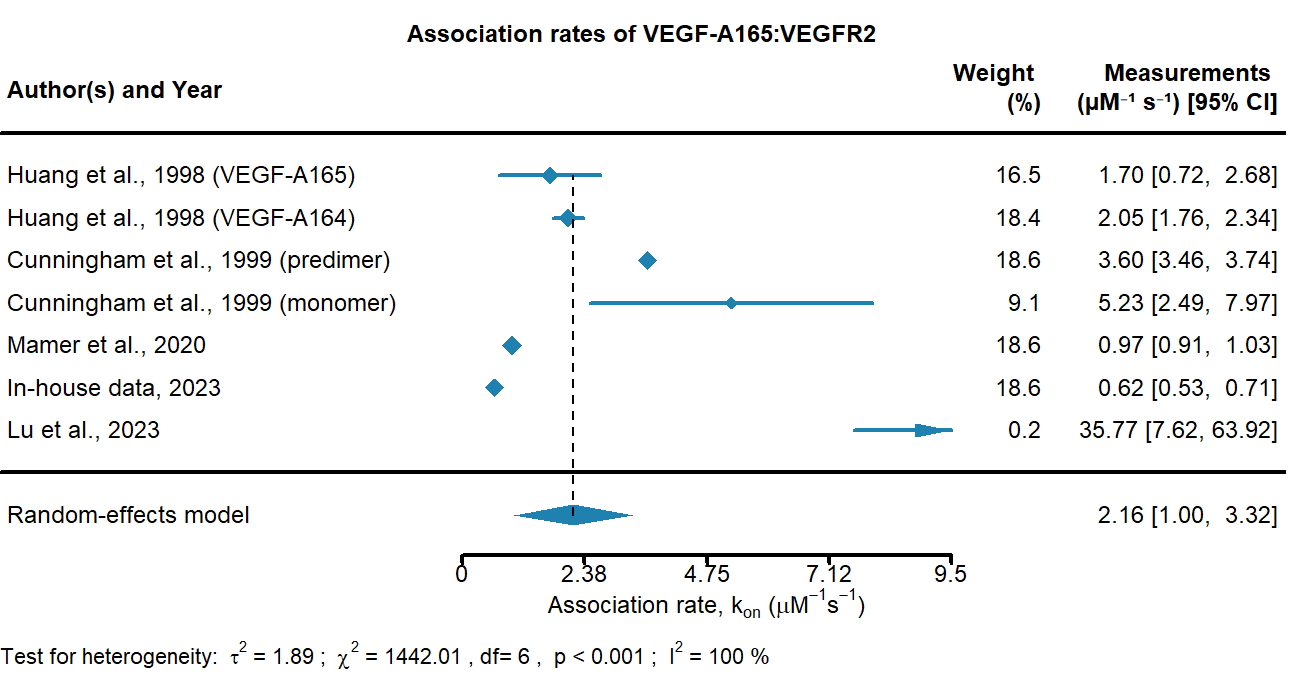 Association rates of VEGF-A165:VEGFR2
Author(s) and Year Weight (%) Measurements (μM⁻¹ s⁻¹) [95% CI]
Huang et al., 1998 (VEGF-A165) 16.5 1.70 [0.72, 2.68]
Huang et al., 1998 (VEGF-A164) 18.4 2.05 [1.76, 2.34]
Cunningham et al., 1999 (predimer) 18.6 3.60 [3.46, 3.74]
Cunningham et al., 1999 (monomer) 9.1 5.23 [2.49, 7.97]
Mamer et al., 2020 18.6 0.97 [0.91, 1.03]
In-house data, 2023 18.6 0.62 [0.53, 0.71]
Lu et al., 2023 0.2 35.77 [7.62, 63.92]
Random-effects model 2.16 [1.00, 3.32]
0 2.38 4.75 7.12 9.5
Association rate, kₒₙ (μM⁻¹s⁻¹)
Test for heterogeneity: τ² = 1.89 ; χ² = 1442.01 , df= 6 , p < 0.001 ; I² = 100 %